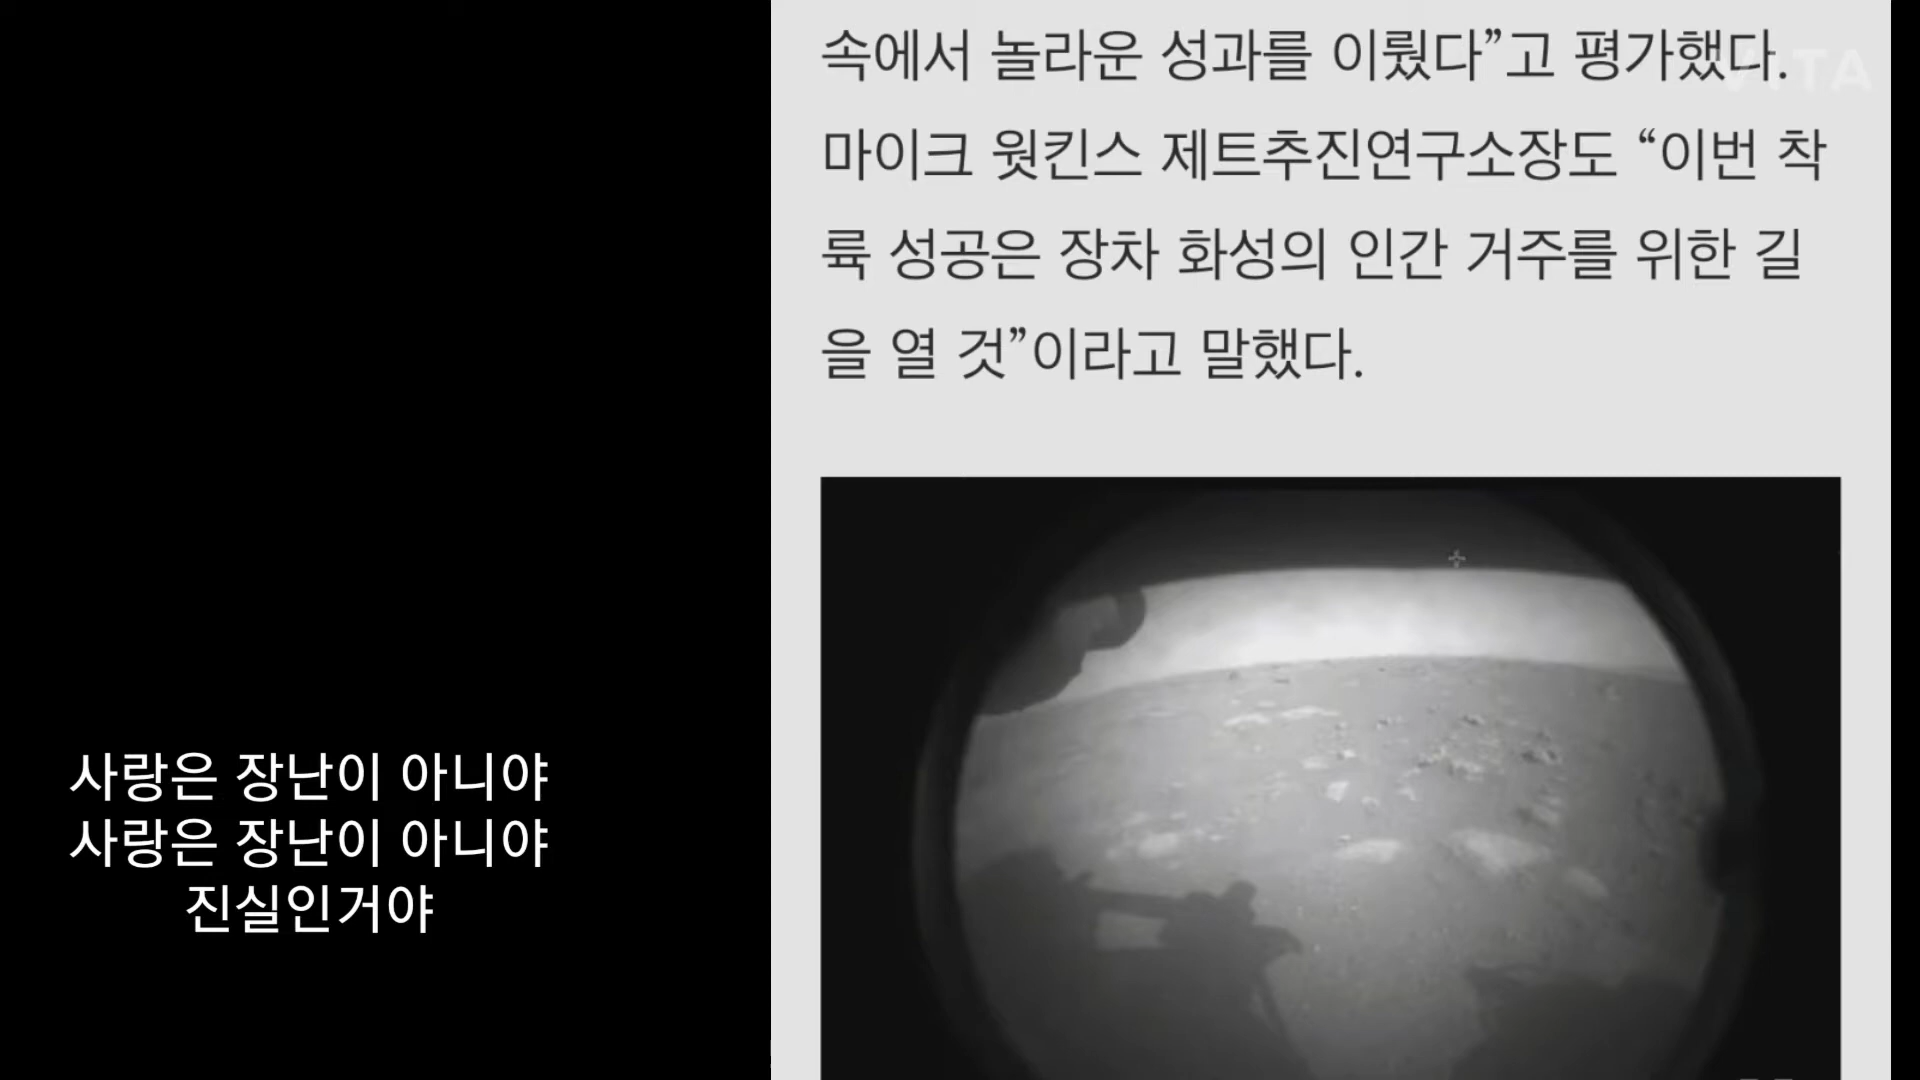 속에서 놀라운 성과를 이뤘다”고 평가했다.
VITA
마이크 웟킨스 제트추진연구소장도 “이번 착
륙 성공은 장차 화성의 인간 거주를 위한 길
을 열 것”이라고 말했다.
사랑은 장난이 아니야
사랑은 장난이 아니야
진실인거야